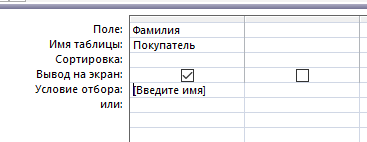 Поле: Фамилия
Имя таблицы: Покупатель
Сортировка:
Вывод на экран:
Условие отбора: [Введите имя]
или: